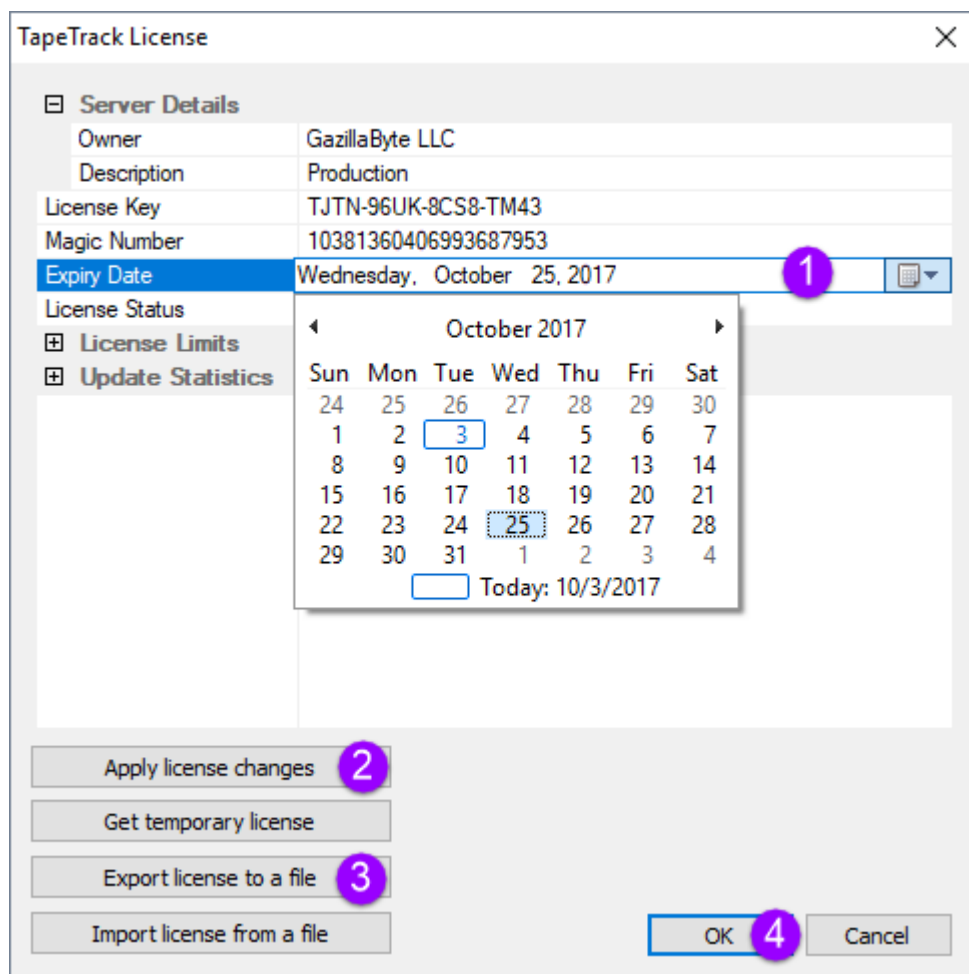 TapeTrack License
Server Details
Owner GazillaByte LLC
Description Production
License Key TJTN-96UK-8CS8-TM43
Magic Number 10381360406993687953
Expiry Date Wednesday, October 25, 2017 1
License Status
License Limits
Update Statistics
October 2017
Sun Mon Tue Wed Thu Fri Sat
24 25 26 27 28 29 30
1 2 3 4 5 6 7
8 9 10 11 12 13 14
15 16 17 18 19 20 21
22 23 24 25 26 27 28
29 30 31 1 2 3 4
Today: 10/3/2017
Apply license changes 2
Get temporary license
Export license to a file 3
Import license from a file
OK 4 Cancel